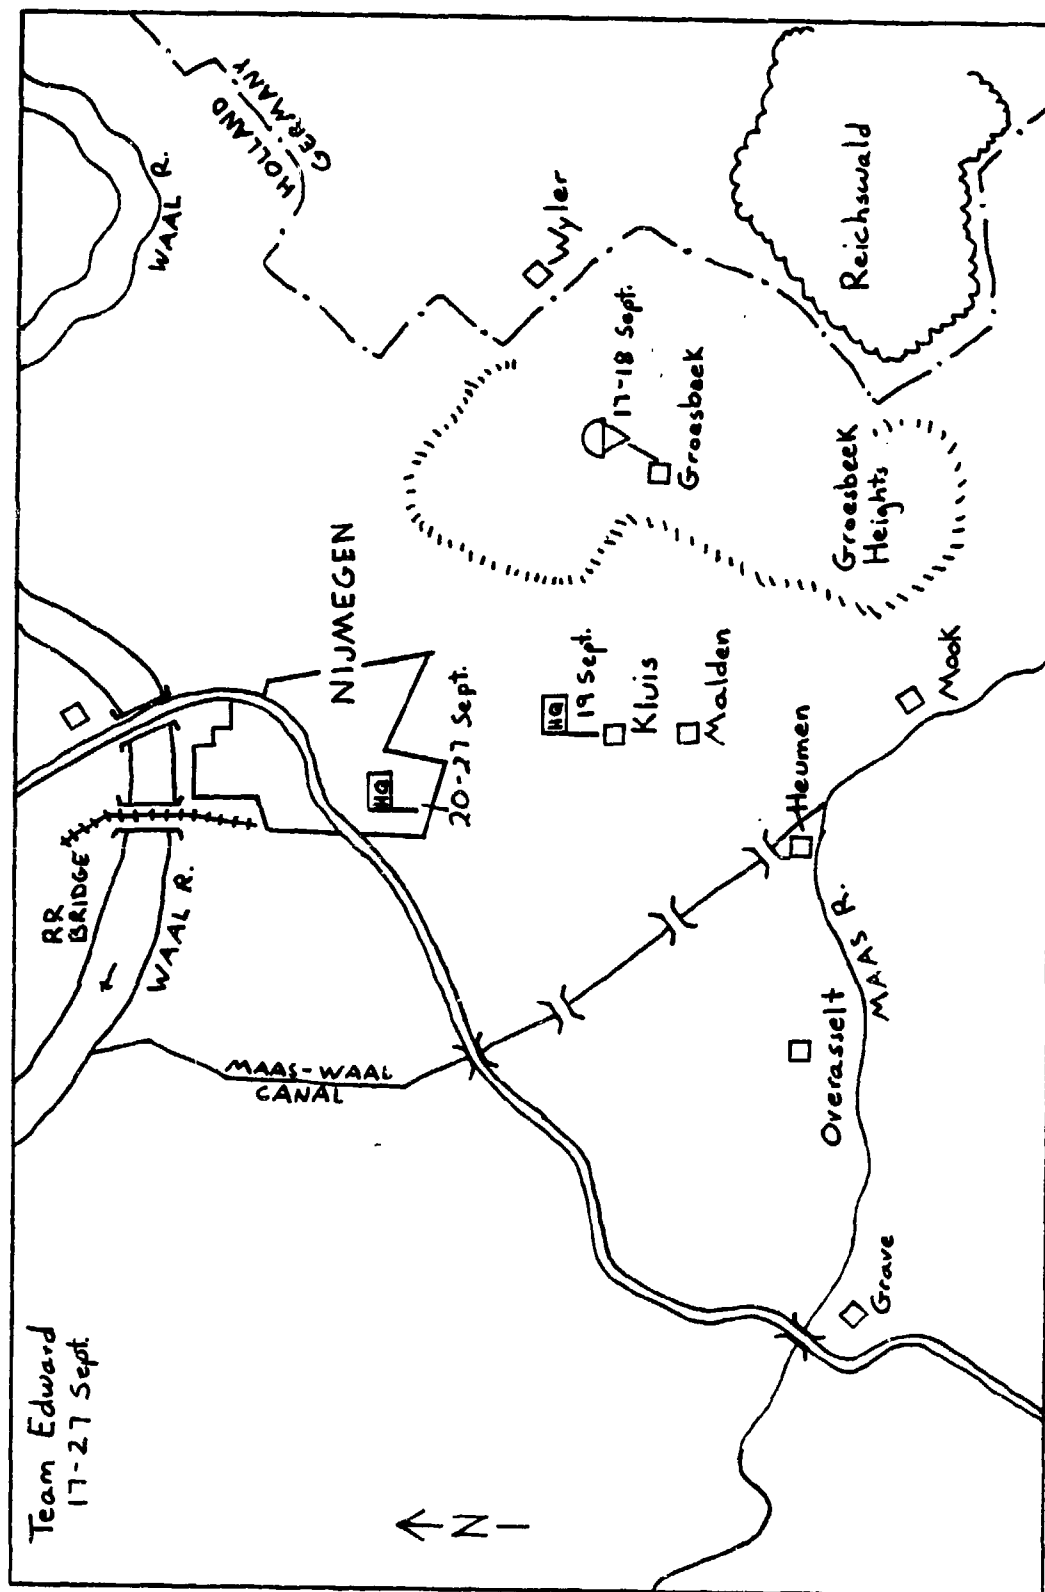 Team Edward
17-27 Sept.
N
RR
BRIDGE
WAAL R.
WAAL R.
HOLLAND
GERMANY
NIJMEGEN
MAAS-WAAL
CANAL
HQ
20-27 Sept.
HQ
19 Sept.
Kluis
Malden
Wyler
17-18 Sept.
Groesbeek
Groesbeek
Heights
Reichswald
Heumen
Mook
Overasselt
MAAS R.
Grave